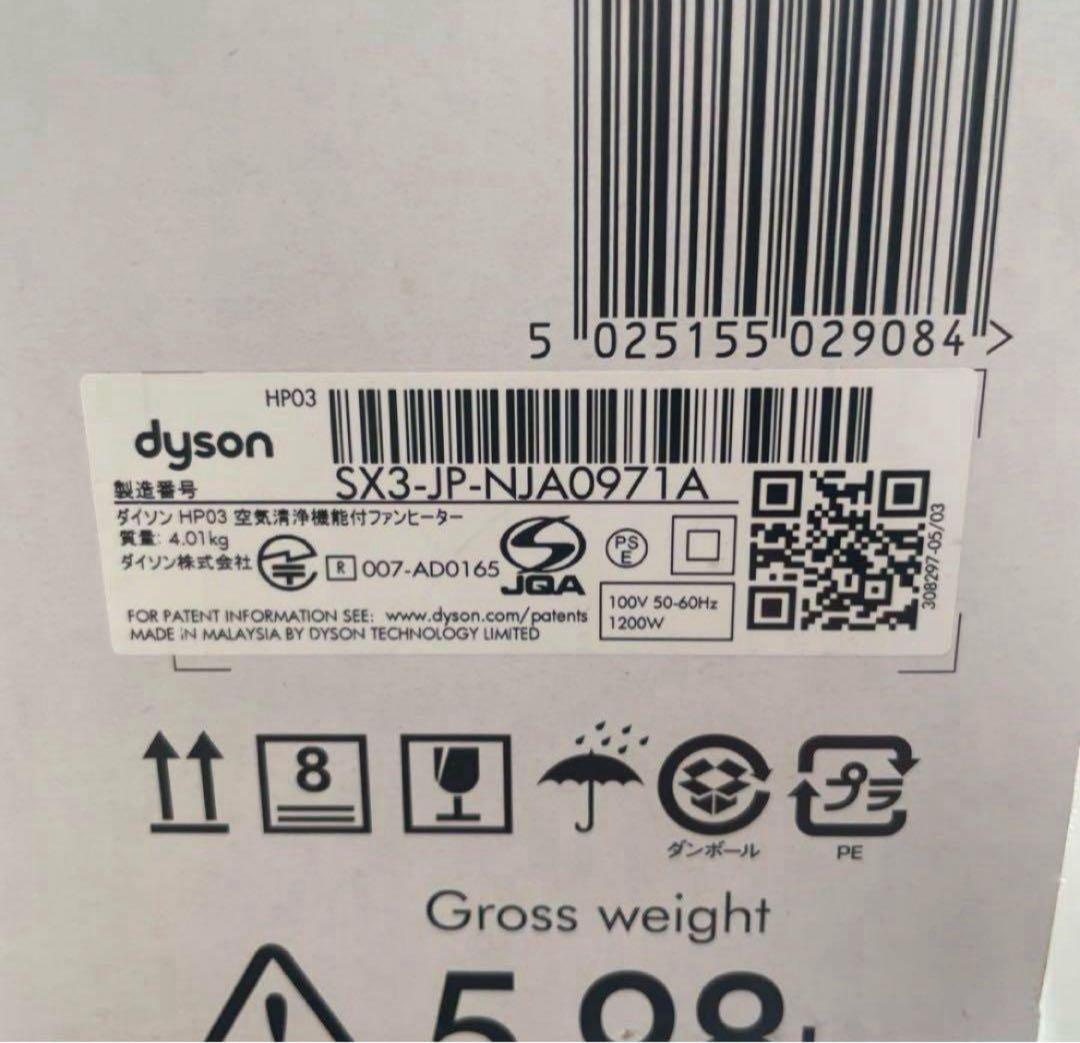 5 025155 029084 >
HP03
dyson
製造番号 SX3-JP-NJA0971A
ダイソン HP03 空気清浄機能付ファンヒーター
質量: 4.01kg
ダイソン株式会社
R 007-AD0165
JQA
PS
E
100V 50-60Hz
1200W
FOR PATENT INFORMATION SEE: www.dyson.com/patents
MADE IN MALAYSIA BY DYSON TECHNOLOGY LIMITED
308297-05/03
8
プラ
ダンボール
PE
Gross weight
5.98